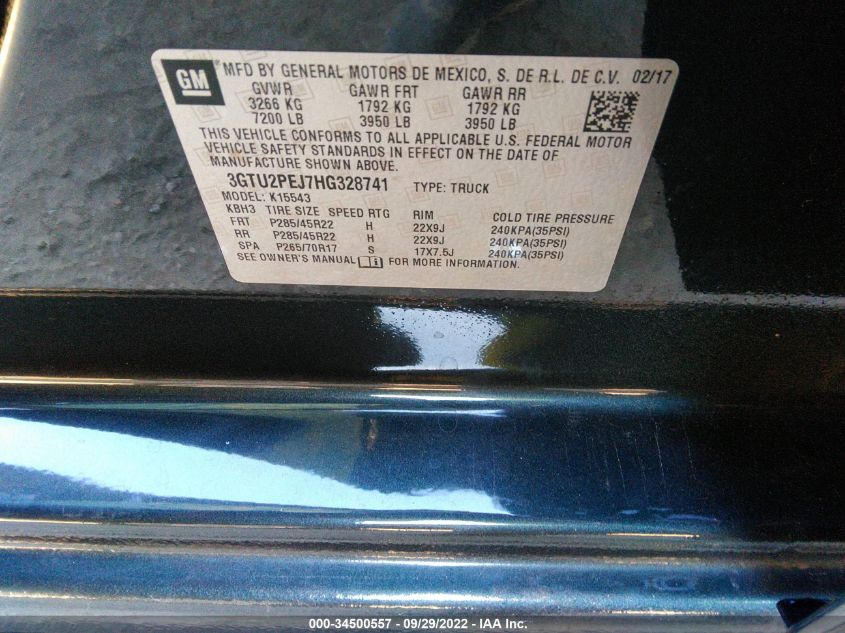 GM
MFD BY GENERAL MOTORS DE MEXICO, S. DE R.L. DE C.V. 02/17
GVWR GAWR FRT GAWR RR
3266 KG 1792 KG 1792 KG
7200 LB 3950 LB 3950 LB
THIS VEHICLE CONFORMS TO ALL APPLICABLE U.S. FEDERAL MOTOR
VEHICLE SAFETY STANDARDS IN EFFECT ON THE DATE OF
MANUFACTURE SHOWN ABOVE.
3GTU2PEJ7HG328741 TYPE: TRUCK
MODEL: K15543
KBH3 TIRE SIZE SPEED RTG RIM COLD TIRE PRESSURE
FRT P285/45R22 H 22X9J 240KPA(35PSI)
RR P285/45R22 H 22X9J 240KPA(35PSI)
SPA P265/70R17 S 17X7.5J 240KPA(35PSI)
SEE OWNER'S MANUAL FOR MORE INFORMATION.
000-34500557 - 09/29/2022 - IAA Inc.